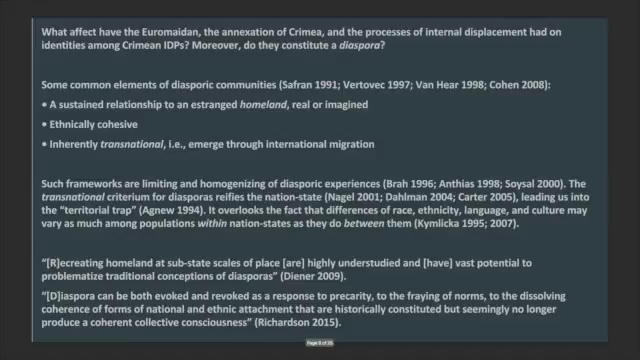 What affect have the Euromaidan, the annexation of Crimea, and the processes of internal displacement had on
identities among Crimean IDPs? Moreover, do they constitute a diaspora?
Some common elements of diasporic communities (Safran 1991; Vertovec 1997; Van Hear 1998; Cohen 2008):
• A sustained relationship to an estranged homeland, real or imagined
• Ethnically cohesive
• Inherently transnational, i.e., emerge through international migration
Such frameworks are limiting and homogenizing of diasporic experiences (Brah 1996; Anthias 1998; Soysal 2000). The
transnational criterium for diasporas reifies the nation-state (Nagel 2001; Dahlman 2004; Carter 2005), leading us into
the “territorial trap” (Agnew 1994). It overlooks the fact that differences of race, ethnicity, language, and culture may
vary as much among populations within nation-states as they do between them (Kymlicka 1995; 2007).
“[R]ecreating homeland at sub-state scales of place [are] highly understudied and [have] vast potential to
problematize traditional conceptions of diasporas” (Diener 2009).
“[D]iaspora can be both evoked and revoked as a response to precarity, to the fraying of norms, to the dissolving
coherence of forms of national and ethnic attachment that are historically constituted but seemingly no longer
produce a coherent collective consciousness” (Richardson 2015).